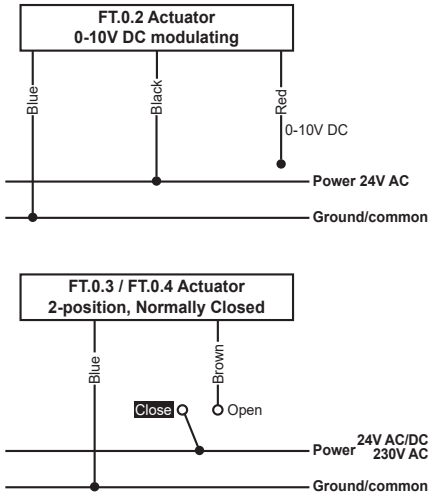 FT.0.2 Actuator
0-10V DC modulating
Blue
Black
Red
0-10V DC
Power 24V AC
Ground/common
FT.0.3 / FT.0.4 Actuator
2-position, Normally Closed
Blue
Brown
Close
Open
Power 24V AC/DC
230V AC
Ground/common